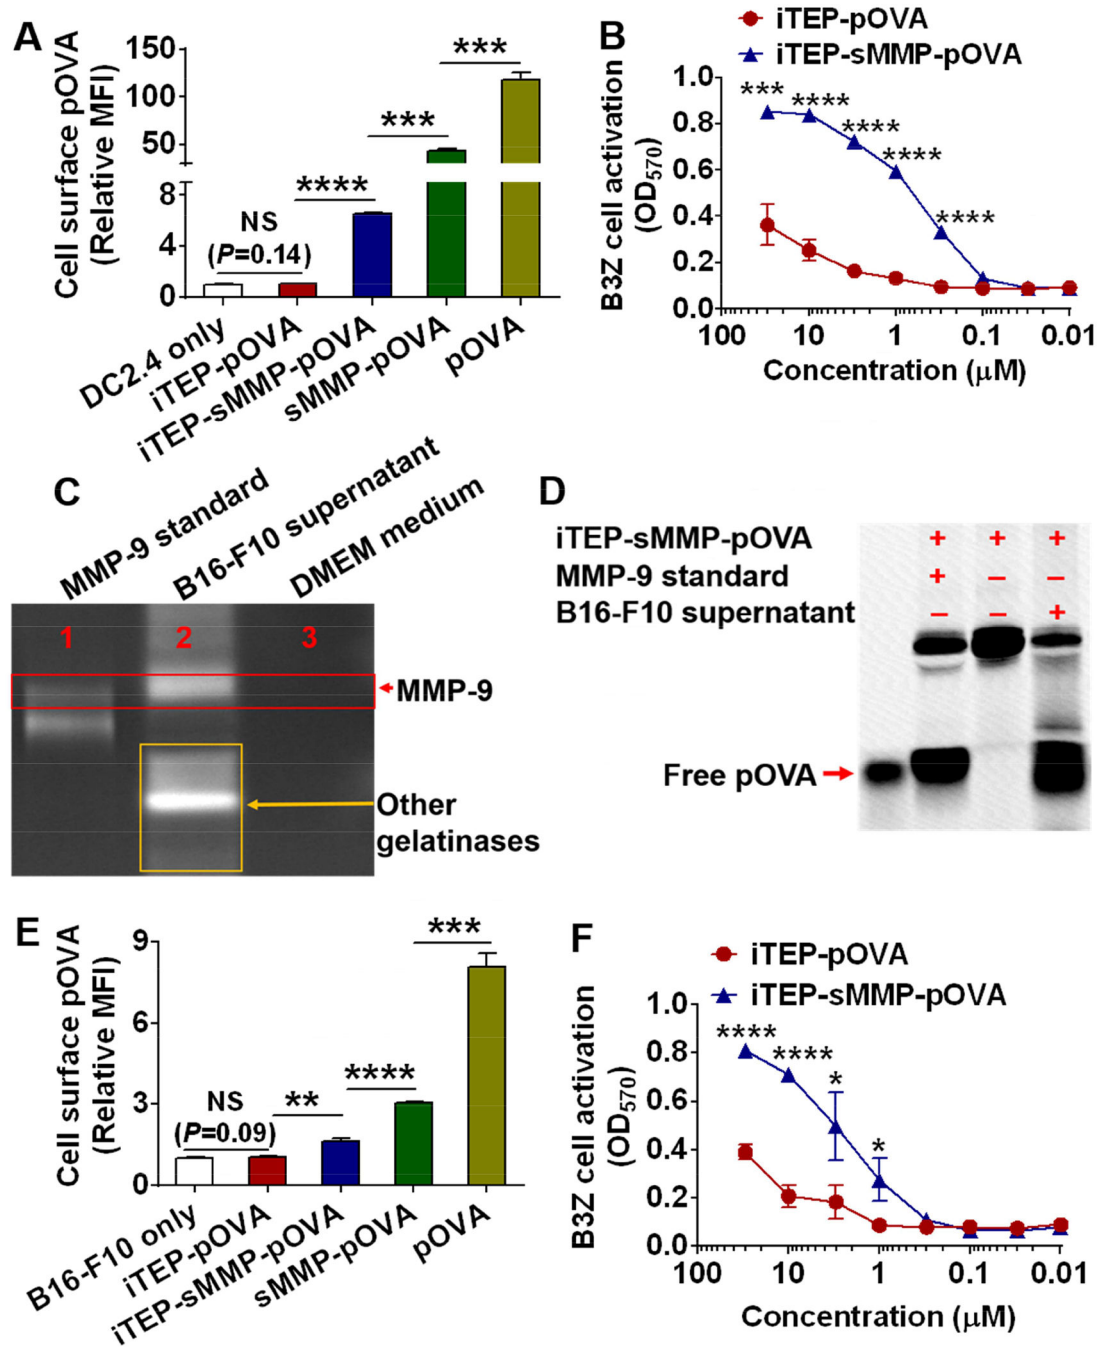 A
Cell surface pOVA
(Relative MFI)
150
100
50
8
4
0
NS
(P=0.14)
****
***
***
DC2.4 only
iTEP-pOVA
iTEP-sMMP-pOVA
sMMP-pOVA
pOVA
B
iTEP-pOVA
iTEP-sMMP-pOVA
B3Z cell activation
(OD570)
1.0
0.8
0.6
0.4
0.2
0.0
***
****
****
****
****
100
10
1
0.1
0.01
Concentration (μM)
C
MMP-9 standard
B16-F10 supernatant
DMEM medium
1
2
3
MMP-9
Other
gelatinases
D
iTEP-sMMP-pOVA + + +
MMP-9 standard + – –
B16-F10 supernatant – – +
Free pOVA
E
Cell surface pOVA
(Relative MFI)
9
6
3
0
NS
(P=0.09)
**
****
***
B16-F10 only
iTEP-pOVA
iTEP-sMMP-pOVA
sMMP-pOVA
pOVA
F
iTEP-pOVA
iTEP-sMMP-pOVA
B3Z cell activation
(OD570)
1.0
0.8
0.6
0.4
0.2
0.0
****
****
*
*
100
10
1
0.1
0.01
Concentration (μM)